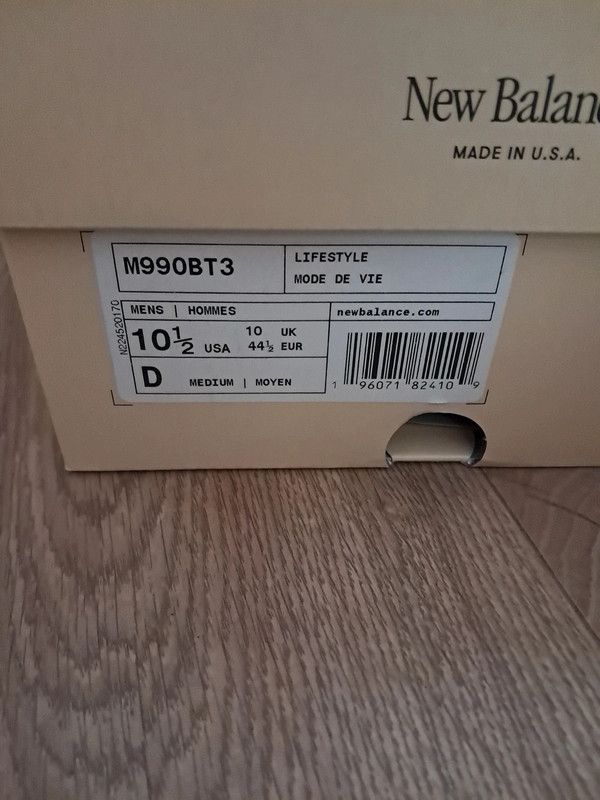 New Balan
MADE IN U.S.A.
M990BT3
LIFESTYLE
MODE DE VIE
N224520170
MENS | HOMMES
newbalance.com
10½ USA
10 UK
44½ EUR
D MEDIUM | MOYEN
1 96071 82410 9